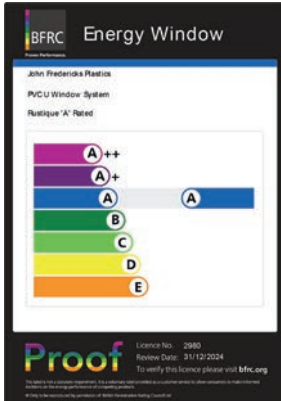 BFRC
Proven Performance.
Energy Window
John Fredericks Plastics
PVCU Window System
Rustique "A" Rated
A++
A+
A A
B
C
D
E
Proof
Licence No. 2980
Review Date: 31/12/2024
To verify this licence please visit bfrc.org